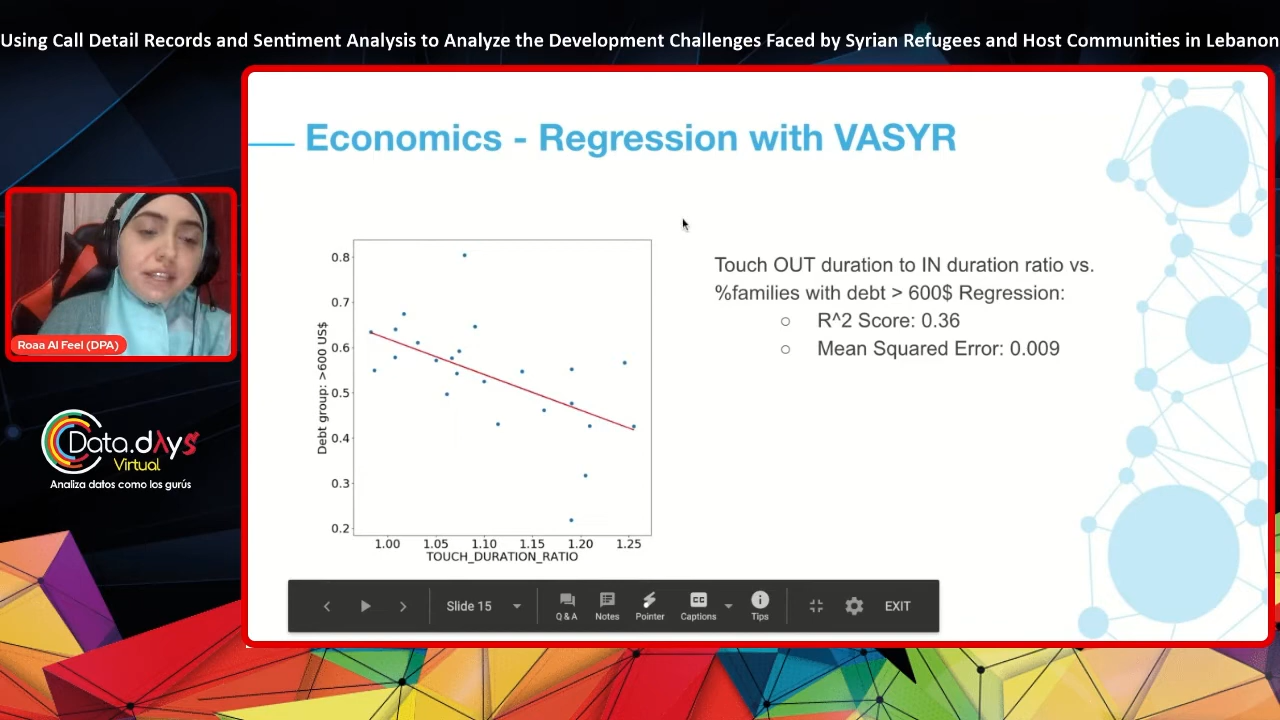 Using Call Detail Records and Sentiment Analysis to Analyze the Development Challenges Faced by Syrian Refugees and Host Communities in Lebanon
Economics - Regression with VASYR
Roaa Al Feel (DPA)
Data.dAys
Virtual
Analiza datos como los gurús
Debt group: >600 US$
0.8
0.7
0.6
0.5
0.4
0.3
0.2
1.00 1.05 1.10 1.15 1.20 1.25
TOUCH_DURATION_RATIO
Touch OUT duration to IN duration ratio vs.
%families with debt > 600$ Regression:
○ R^2 Score: 0.36
○ Mean Squared Error: 0.009
Slide 15
Q & A
Notes
Pointer
CC
Captions
Tips
EXIT